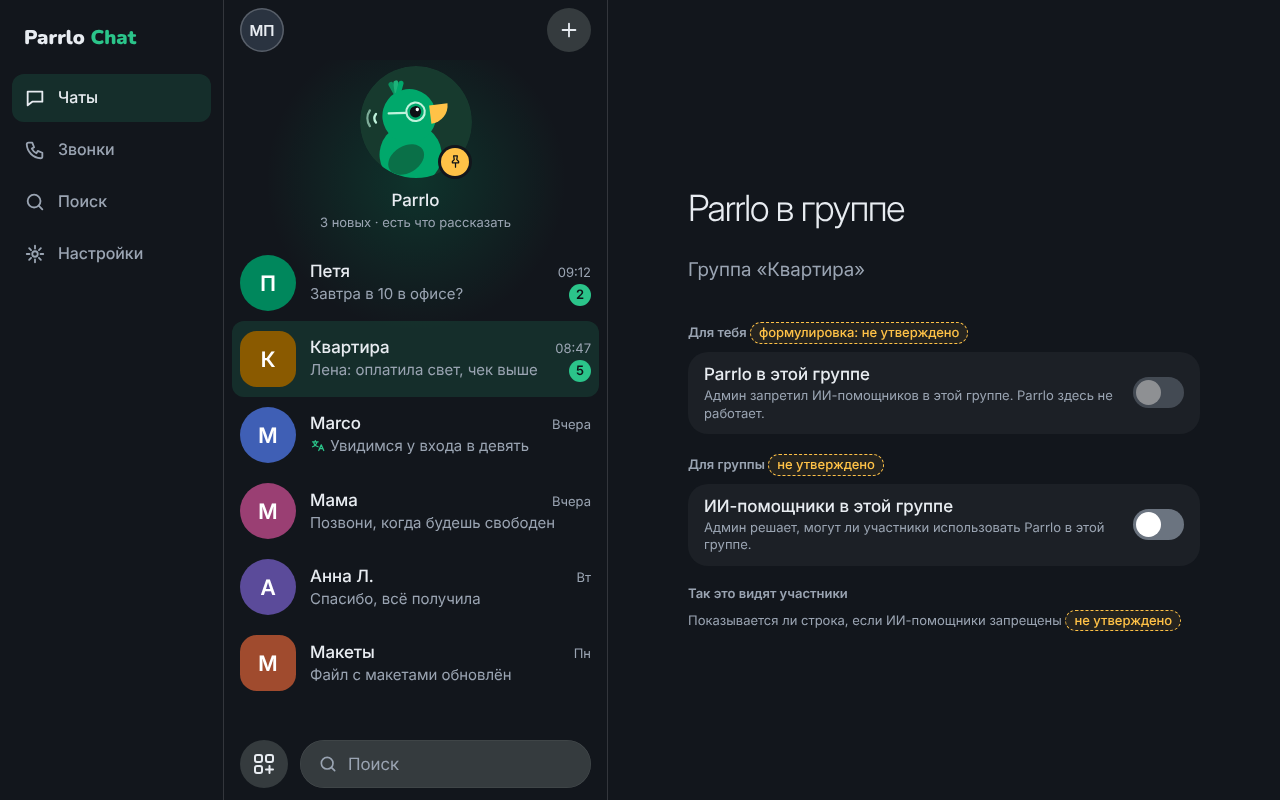 Parrlo Chat
Чаты
Звонки
Поиск
Настройки
МП
Parrlo
3 новых · есть что рассказать
П
Петя
09:12
Завтра в 10 в офисе?
2
К
Квартира
08:47
Лена: оплатила свет, чек выше
5
M
Marco
Вчера
Увидимся у входа в девять
М
Мама
Вчера
Позвони, когда будешь свободен
А
Анна Л.
Вт
Спасибо, всё получила
М
Макеты
Пн
Файл с макетами обновлён
Поиск
Parrlo в группе
Группа «Квартира»
Для тебя формулировка: не утверждено
Parrlo в этой группе
Админ запретил ИИ-помощников в этой группе. Parrlo здесь не
работает.
Для группы не утверждено
ИИ-помощники в этой группе
Админ решает, могут ли участники использовать Parrlo в этой
группе.
Так это видят участники
Показывается ли строка, если ИИ-помощники запрещены не утверждено